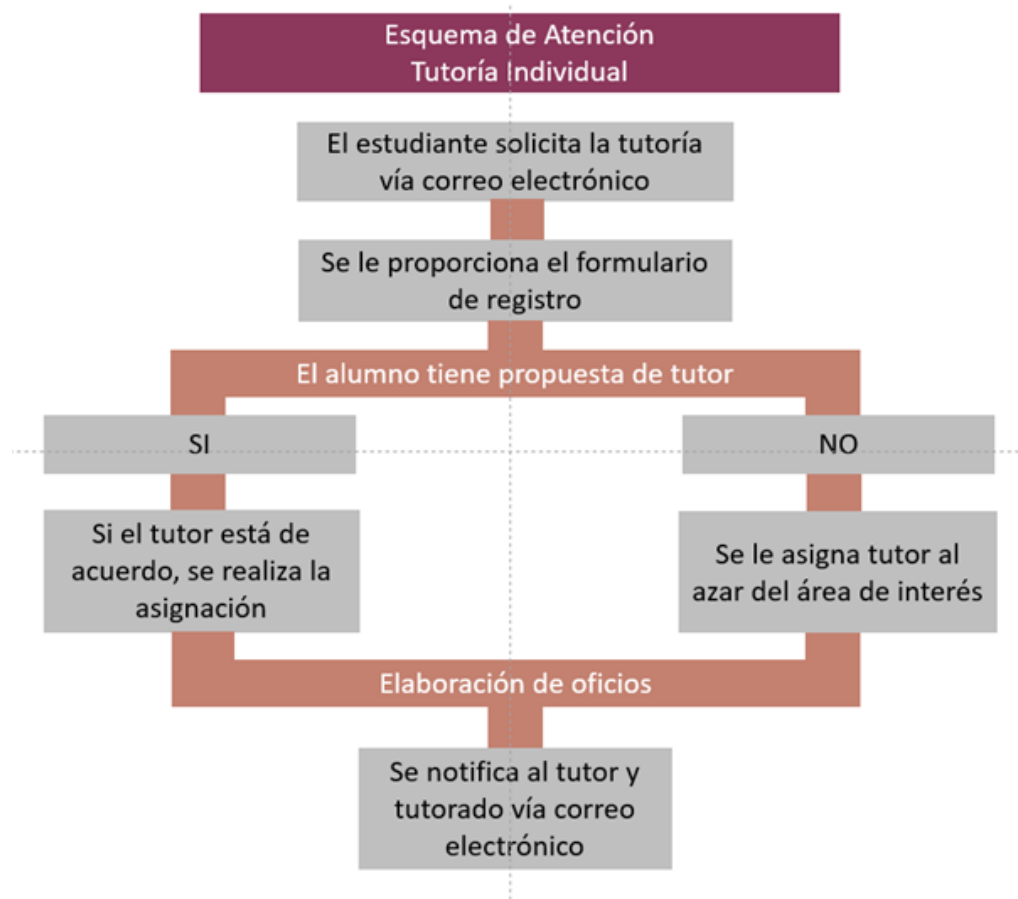 Esquema de Atención
Tutoría Individual
El estudiante solicita la tutoría
vía correo electrónico
Se le proporciona el formulario
de registro
El alumno tiene propuesta de tutor
SI
NO
Si el tutor está de
acuerdo, se realiza la
asignación
Se le asigna tutor al
azar del área de interés
Elaboración de oficios
Se notifica al tutor y
tutorado vía correo
electrónico